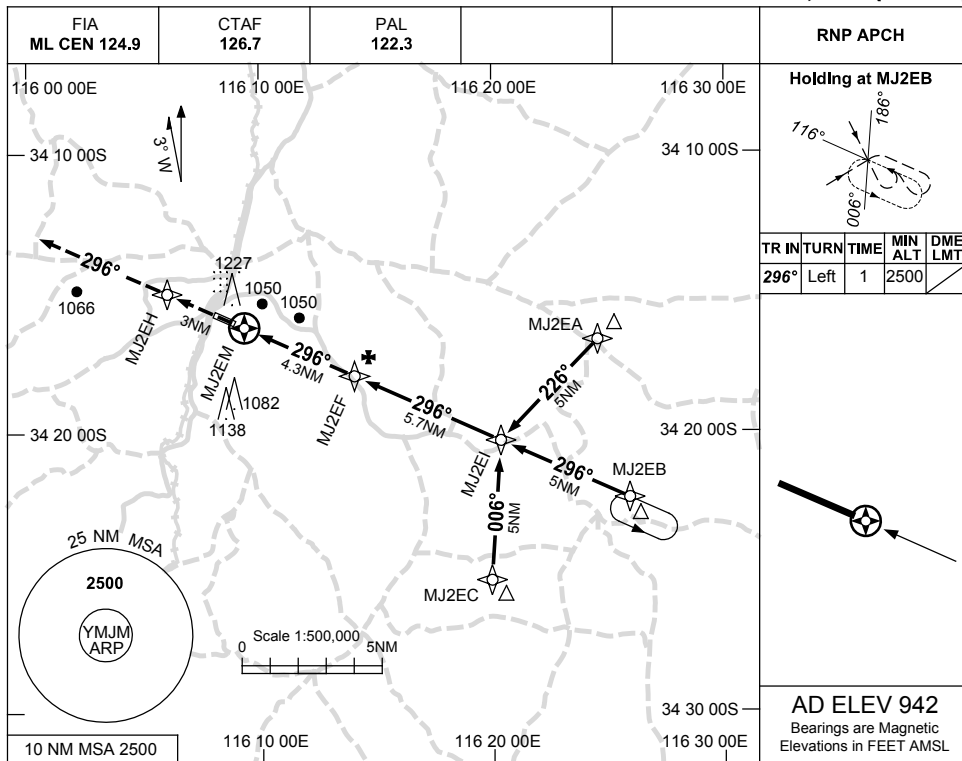 FIA
ML CEN 124.9
CTAF
126.7
PAL
122.3
RNP APCH
116 00 00E
116 10 00E
116 20 00E
116 30 00E
3° W
34 10 00S
34 10 00S
Holding at MJ2EB
116°
186°
006°
TR IN
TURN
TIME
MIN ALT
DME LMT
296°
Left
1
2500
296°
1066
MJ2EH
3NM
1227
1050
1050
MJ2EM
296°
4.3NM
MJ2EF
1082
1138
MJ2EA
226°
5NM
296°
5.7NM
MJ2EI
34 20 00S
34 20 00S
296°
5NM
MJ2EB
006°
5NM
MJ2EC
25 NM MSA
2500
YMJM
ARP
Scale 1:500,000
0
5NM
34 30 00S
10 NM MSA 2500
116 10 00E
116 20 00E
116 30 00E
AD ELEV 942
Bearings are Magnetic
Elevations in FEET AMSL